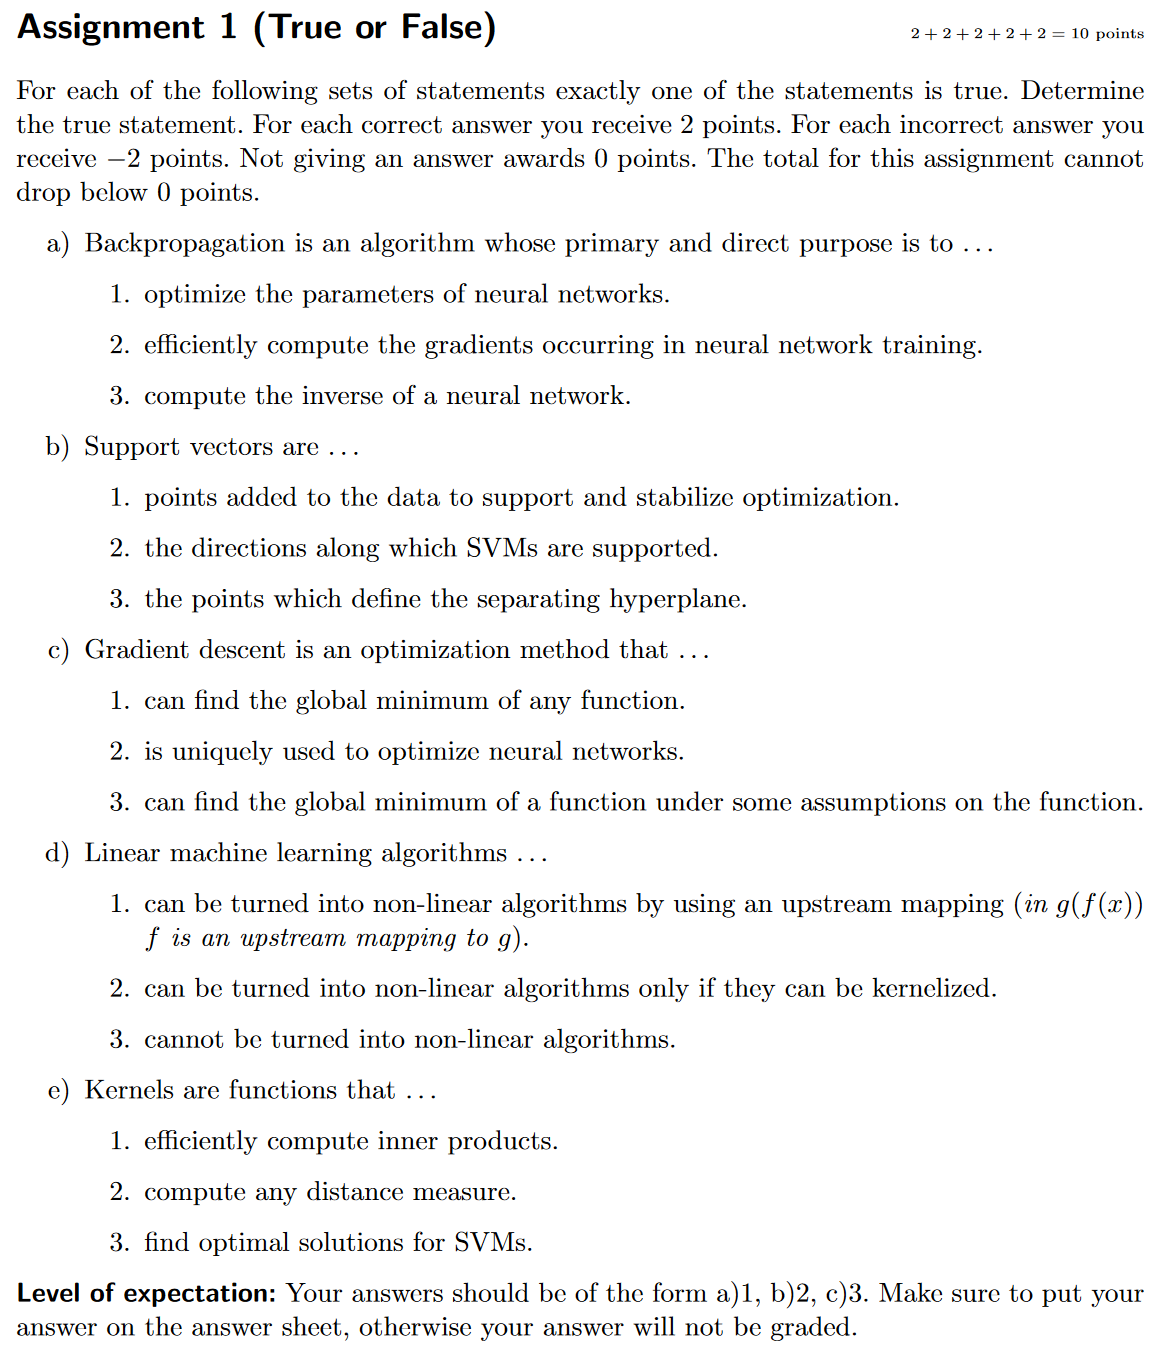 Assignment 1 (True or False)
2 + 2 + 2 + 2 + 2 = 10 points
For each of the following sets of statements exactly one of the statements is true. Determine
the true statement. For each correct answer you receive 2 points. For each incorrect answer you
receive −2 points. Not giving an answer awards 0 points. The total for this assignment cannot
drop below 0 points.
a) Backpropagation is an algorithm whose primary and direct purpose is to . . .
1. optimize the parameters of neural networks.
2. efficiently compute the gradients occurring in neural network training.
3. compute the inverse of a neural network.
b) Support vectors are . . .
1. points added to the data to support and stabilize optimization.
2. the directions along which SVMs are supported.
3. the points which define the separating hyperplane.
c) Gradient descent is an optimization method that . . .
1. can find the global minimum of any function.
2. is uniquely used to optimize neural networks.
3. can find the global minimum of a function under some assumptions on the function.
d) Linear machine learning algorithms . . .
1. can be turned into non-linear algorithms by using an upstream mapping (in g(f(x))
f is an upstream mapping to g).
2. can be turned into non-linear algorithms only if they can be kernelized.
3. cannot be turned into non-linear algorithms.
e) Kernels are functions that . . .
1. efficiently compute inner products.
2. compute any distance measure.
3. find optimal solutions for SVMs.
Level of expectation: Your answers should be of the form a)1, b)2, c)3. Make sure to put your
answer on the answer sheet, otherwise your answer will not be graded.